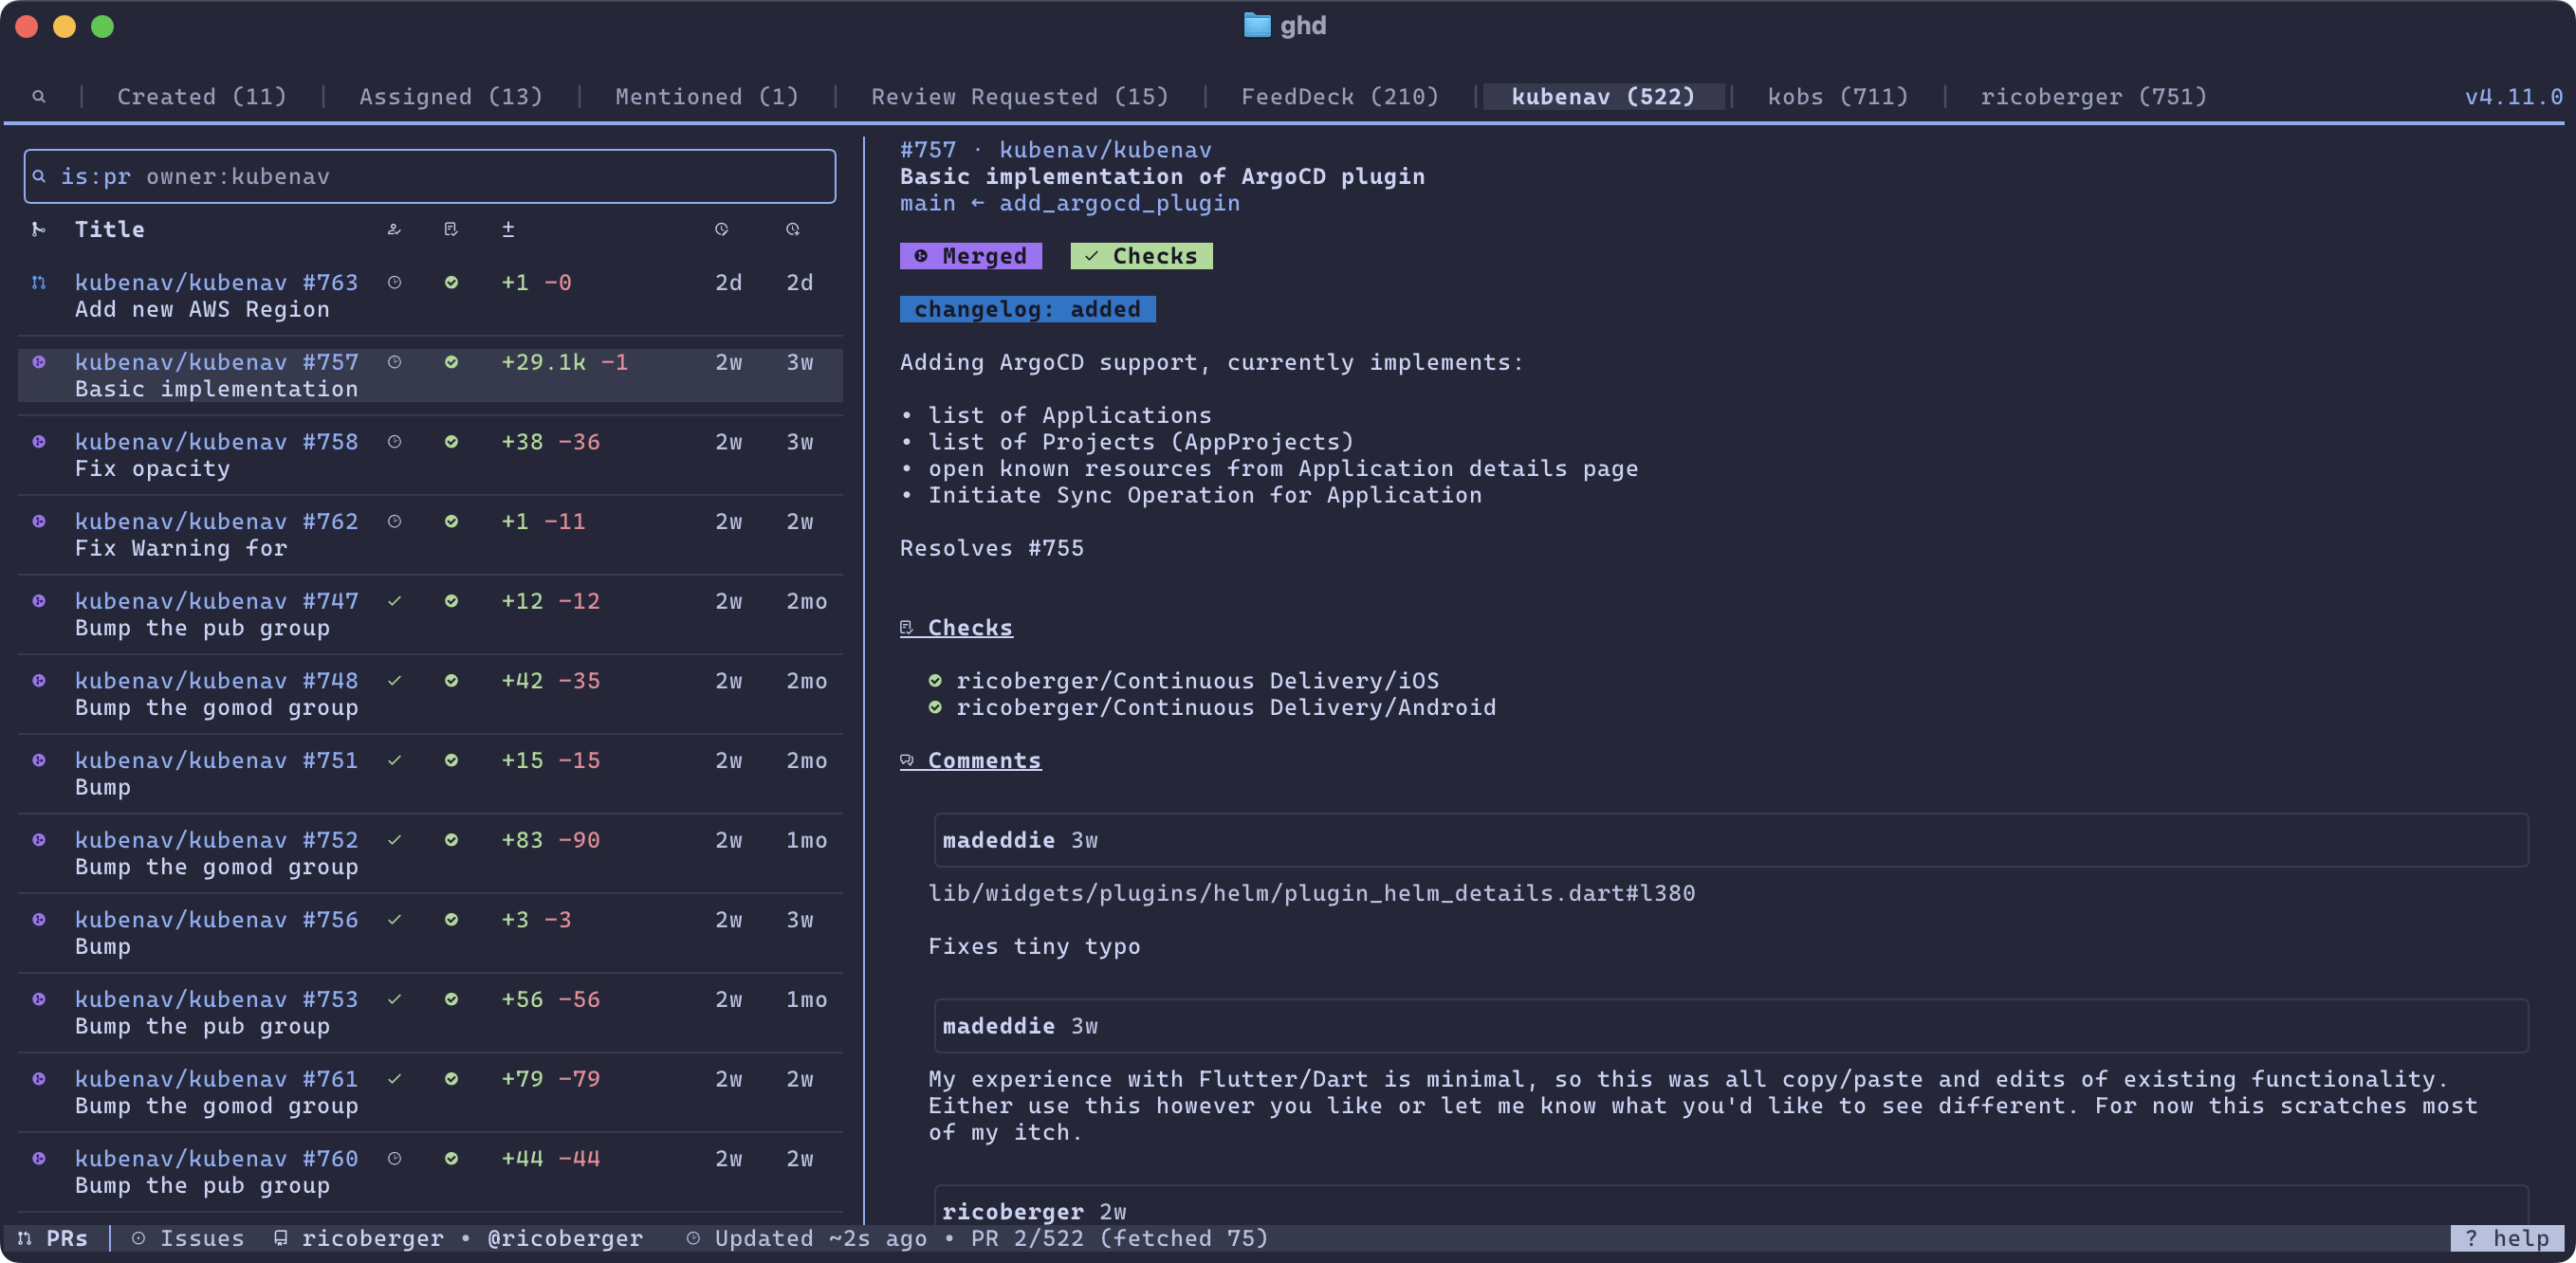 ghd
Created (11) | Assigned (13) | Mentioned (1) | Review Requested (15) | FeedDeck (210) | kubenav (522) | kobs (711) | ricoberger (751) v4.11.0
is:pr owner:kubenav
Title ±
kubenav/kubenav #763 +1 -0 2d 2d
Add new AWS Region
kubenav/kubenav #757 +29.1k -1 2w 3w
Basic implementation
kubenav/kubenav #758 +38 -36 2w 3w
Fix opacity
kubenav/kubenav #762 +1 -11 2w 2w
Fix Warning for
kubenav/kubenav #747 +12 -12 2w 2mo
Bump the pub group
kubenav/kubenav #748 +42 -35 2w 2mo
Bump the gomod group
kubenav/kubenav #751 +15 -15 2w 2mo
Bump
kubenav/kubenav #752 +83 -90 2w 1mo
Bump the gomod group
kubenav/kubenav #756 +3 -3 2w 3w
Bump
kubenav/kubenav #753 +56 -56 2w 1mo
Bump the pub group
kubenav/kubenav #761 +79 -79 2w 2w
Bump the gomod group
kubenav/kubenav #760 +44 -44 2w 2w
Bump the pub group
#757 · kubenav/kubenav
Basic implementation of ArgoCD plugin
main ← add_argocd_plugin
Merged ✓ Checks
changelog: added
Adding ArgoCD support, currently implements:
• list of Applications
• list of Projects (AppProjects)
• open known resources from Application details page
• Initiate Sync Operation for Application
Resolves #755
Checks
ricoberger/Continuous Delivery/iOS
ricoberger/Continuous Delivery/Android
Comments
madeddie 3w
lib/widgets/plugins/helm/plugin_helm_details.dart#l380
Fixes tiny typo
madeddie 3w
My experience with Flutter/Dart is minimal, so this was all copy/paste and edits of existing functionality.
Either use this however you like or let me know what you'd like to see different. For now this scratches most
of my itch.
ricoberger 2w
PRs | Issues ricoberger • @ricoberger Updated ~2s ago • PR 2/522 (fetched 75) ? help